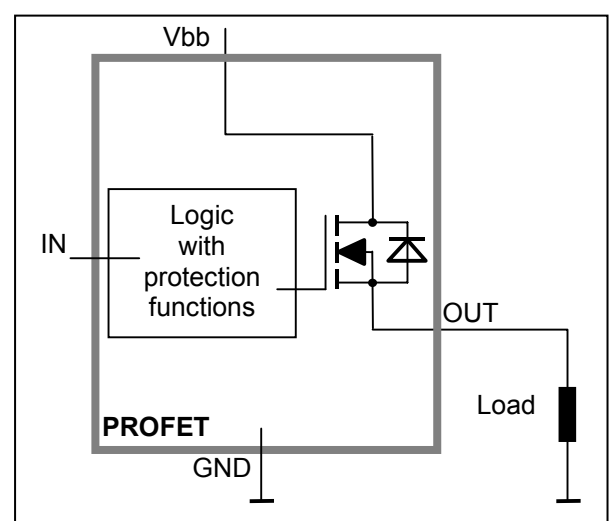 Vbb
IN
Logic
with
protection
functions
OUT
Load
PROFET
GND